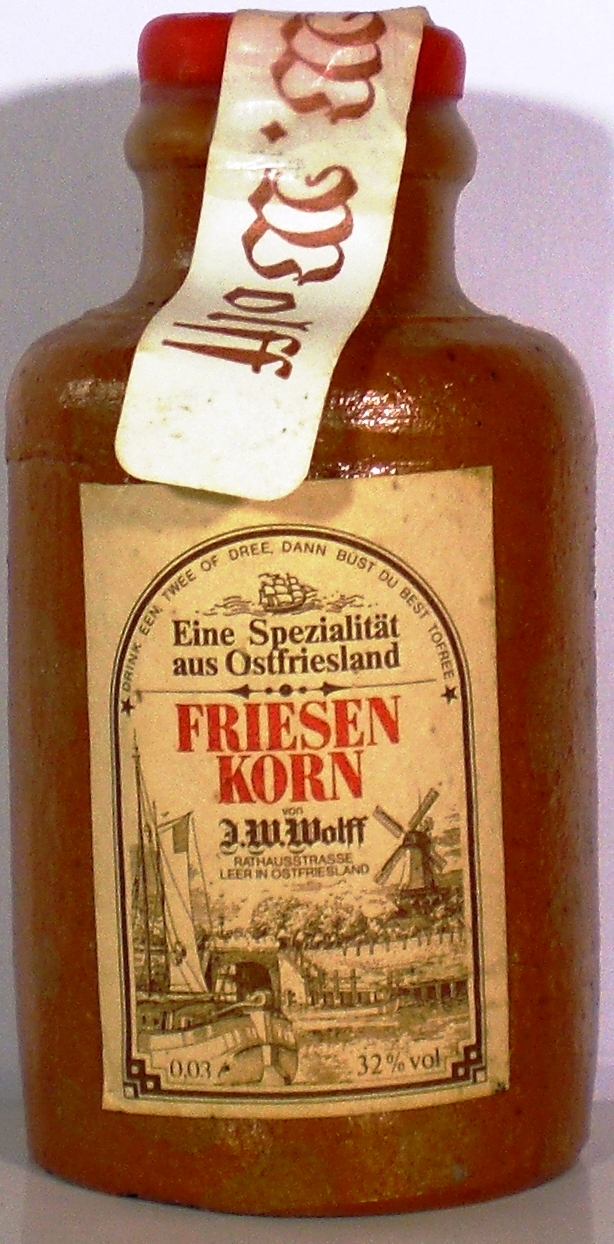 DRINK EEN, TWEE OF DREE, DANN BÜST DU BEST TOFREE
Eine Spezialität
aus Ostfriesland
FRIESEN
KORN
von
J.W.Wolff
RATHAUSSTRASSE
LEER IN OSTFRIESLAND
0,03 l
32% vol